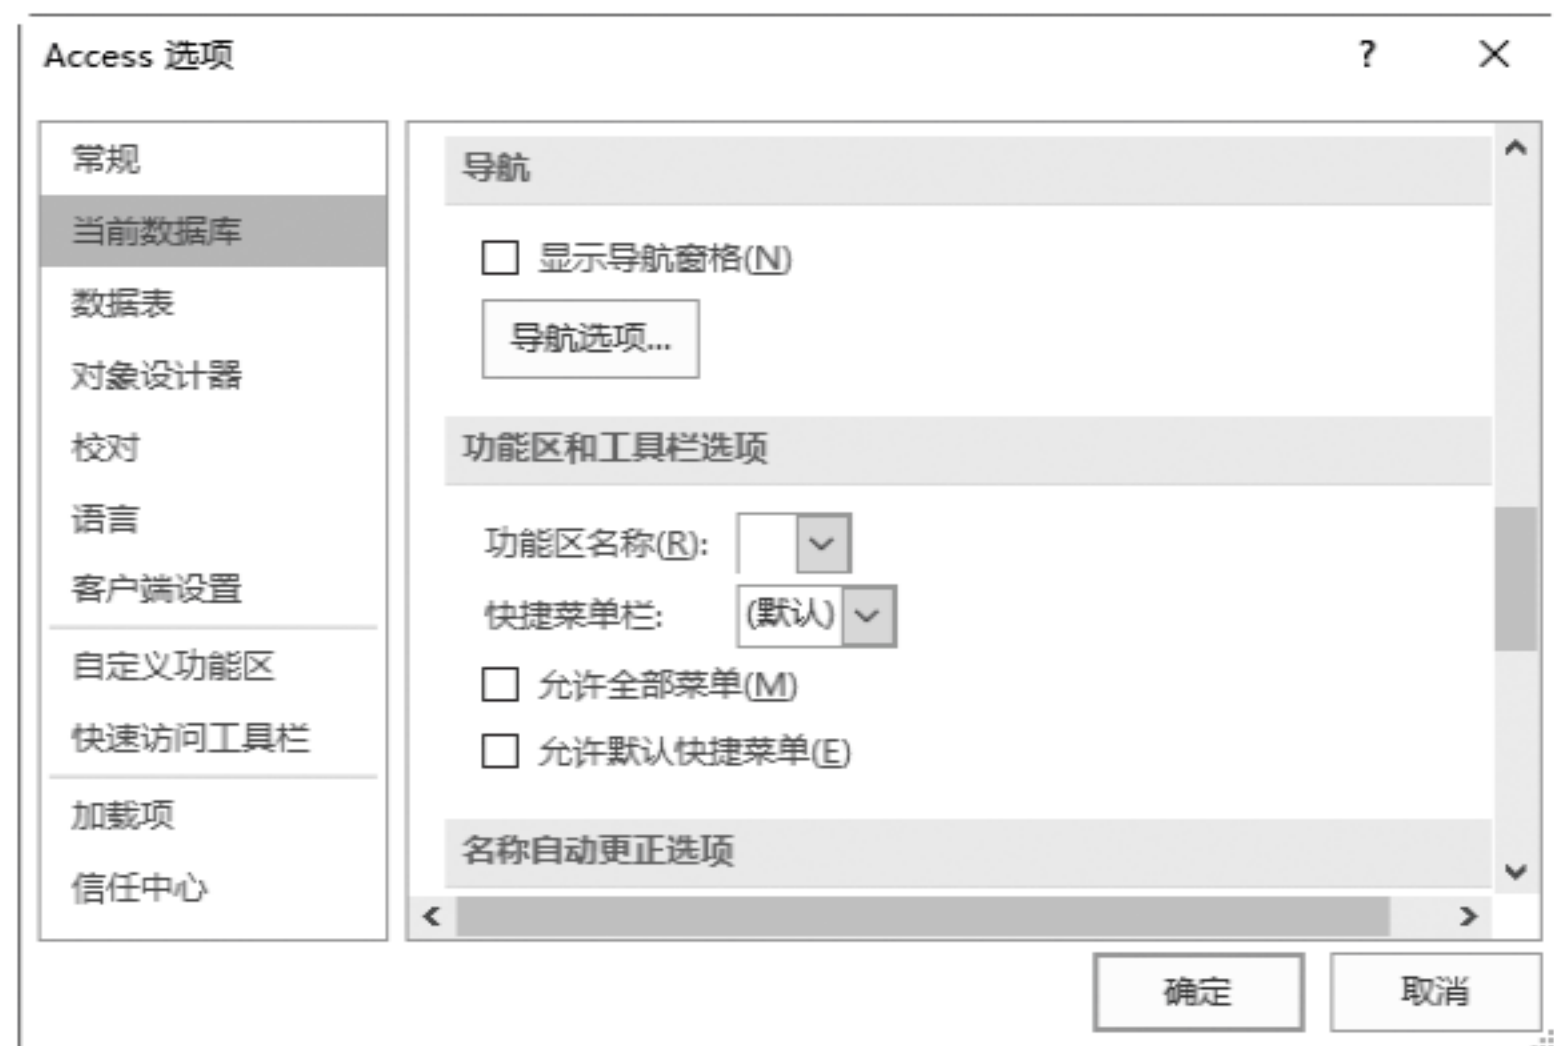 Access 选项
?
常规
当前数据库
数据表
对象设计器
校对
语言
客户端设置
自定义功能区
快速访问工具栏
加载项
信任中心
导航
显示导航窗格(N)
导航选项...
功能区和工具栏选项
功能区名称(R):
快捷菜单栏: (默认)
允许全部菜单(M)
允许默认快捷菜单(E)
名称自动更正选项
确定 取消